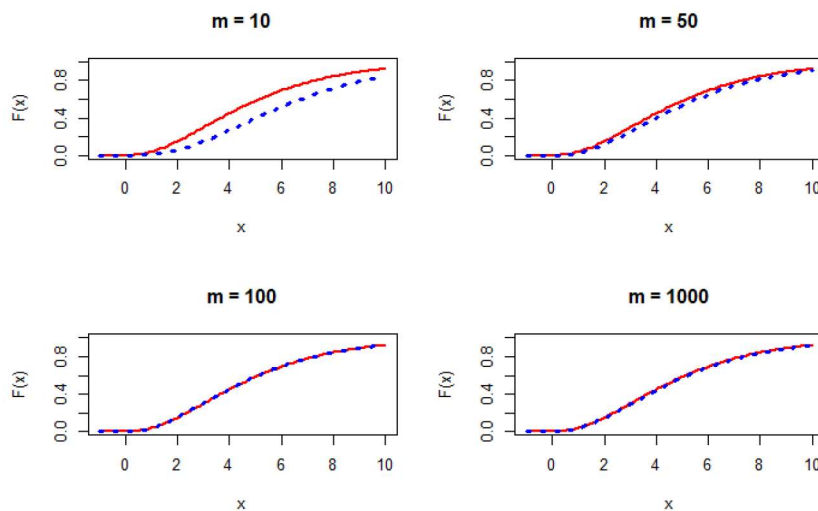 m = 10
F(x)
0.0 0.4 0.8
0 2 4 6 8 10
x
m = 50
F(x)
0.0 0.4 0.8
0 2 4 6 8 10
x
m = 100
F(x)
0.0 0.4 0.8
0 2 4 6 8 10
x
m = 1000
F(x)
0.0 0.4 0.8
0 2 4 6 8 10
x